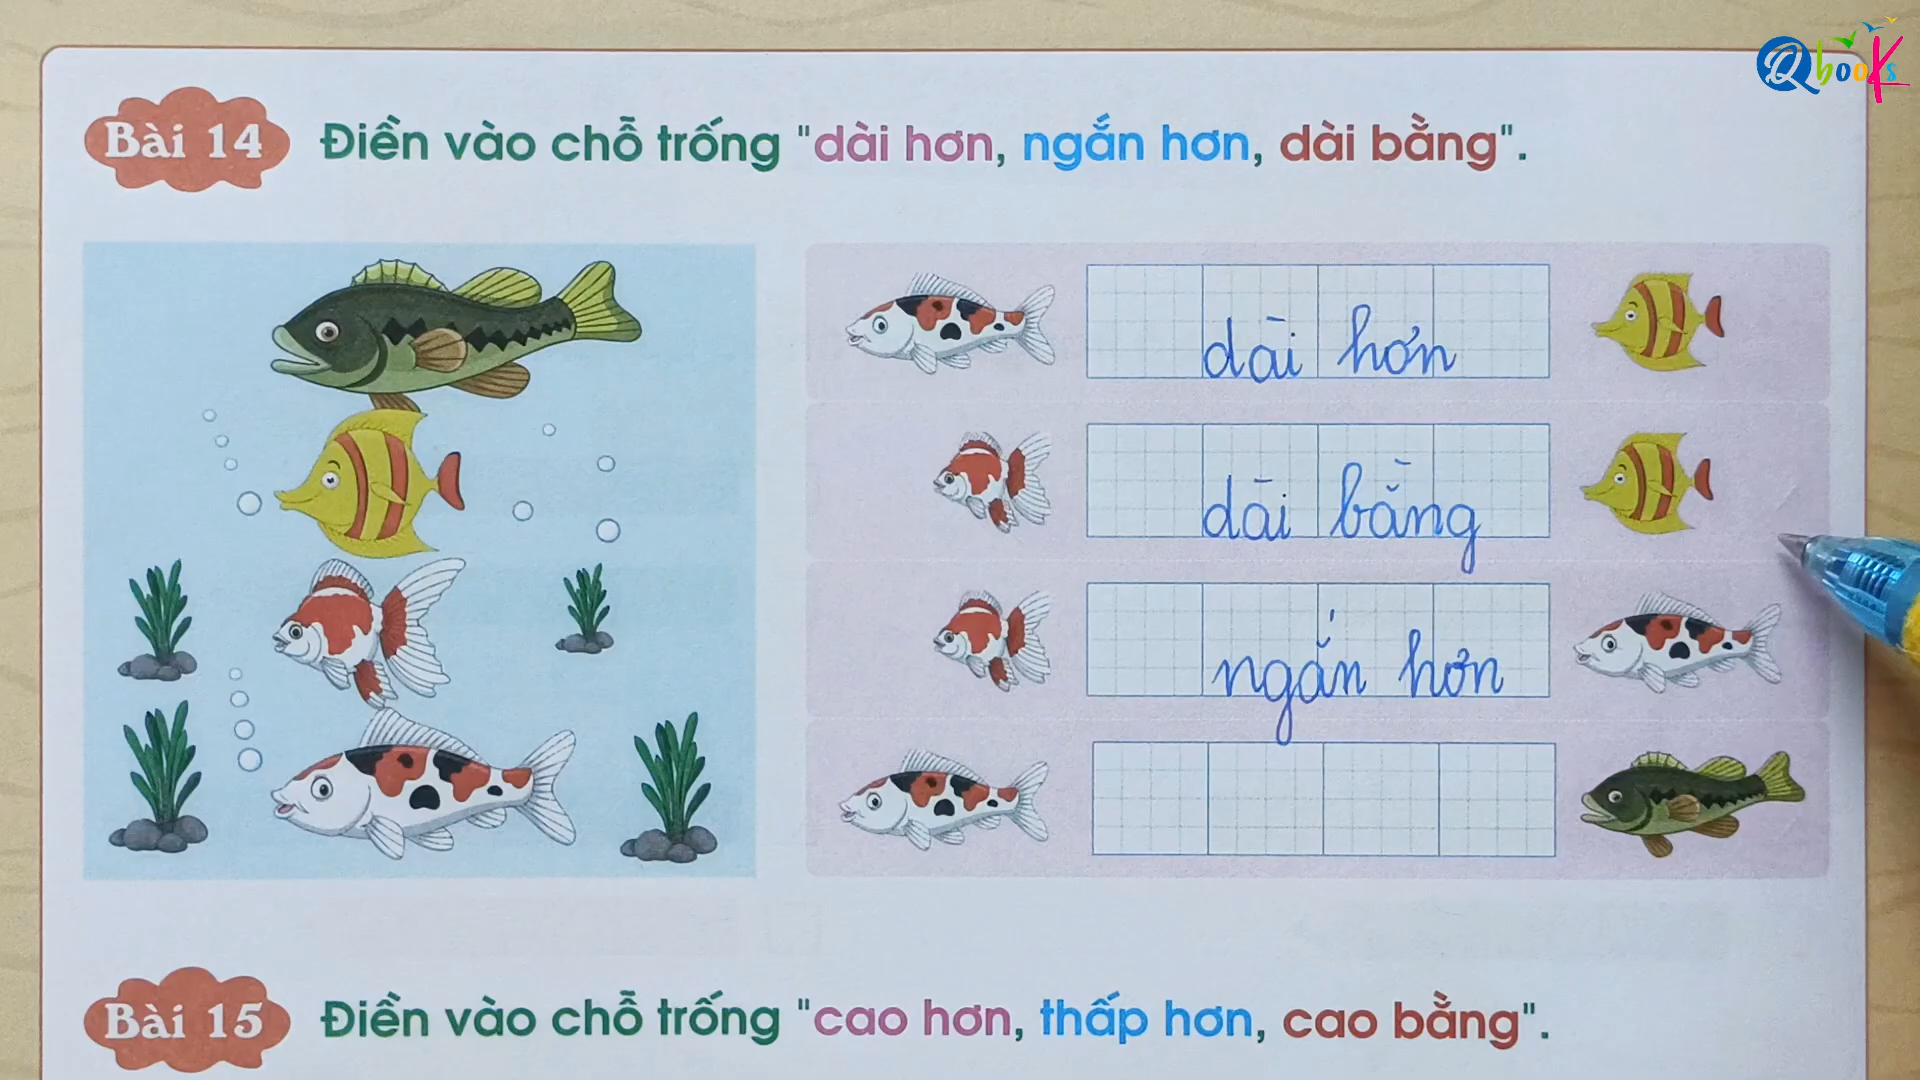 Qbooks
Bài 14 Điền vào chỗ trống "dài hơn, ngắn hơn, dài bằng".
dài hơn
dài bằng
ngắn hơn
Bài 15 Điền vào chỗ trống "cao hơn, thấp hơn, cao bằng".